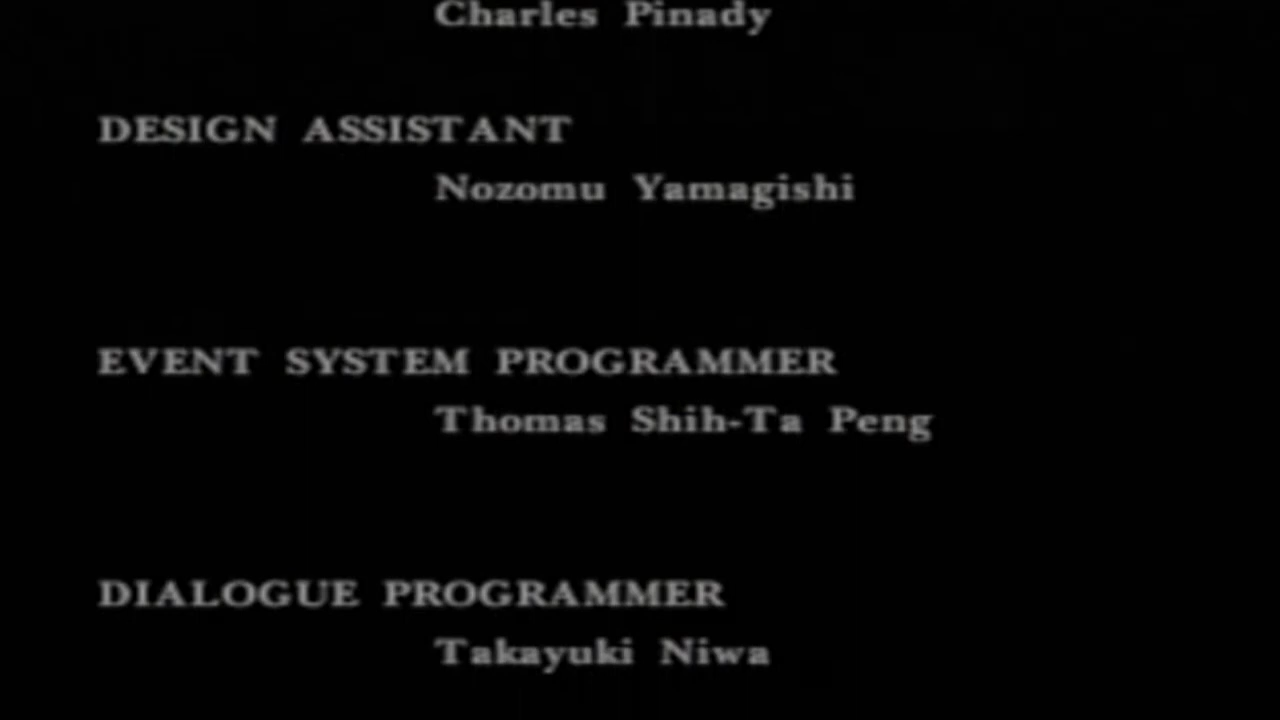 Charles Pinady
DESIGN ASSISTANT
Nozomu Yamagishi
EVENT SYSTEM PROGRAMMER
Thomas Shih-Ta Peng
DIALOGUE PROGRAMMER
Takayuki Niwa